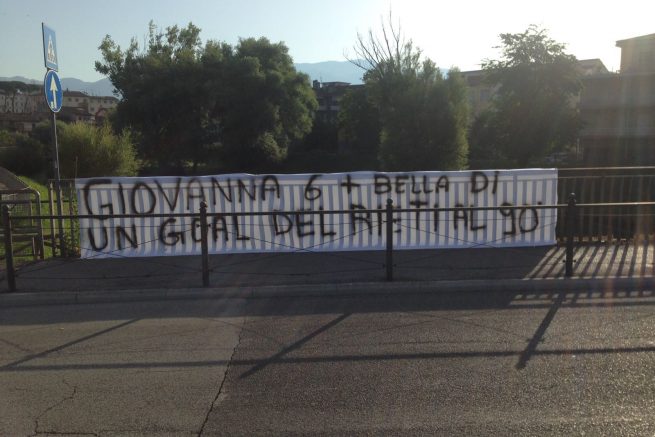 GIOVANNA 6 + BELLA DI
UN GOAL DEL RIETI AL 90'